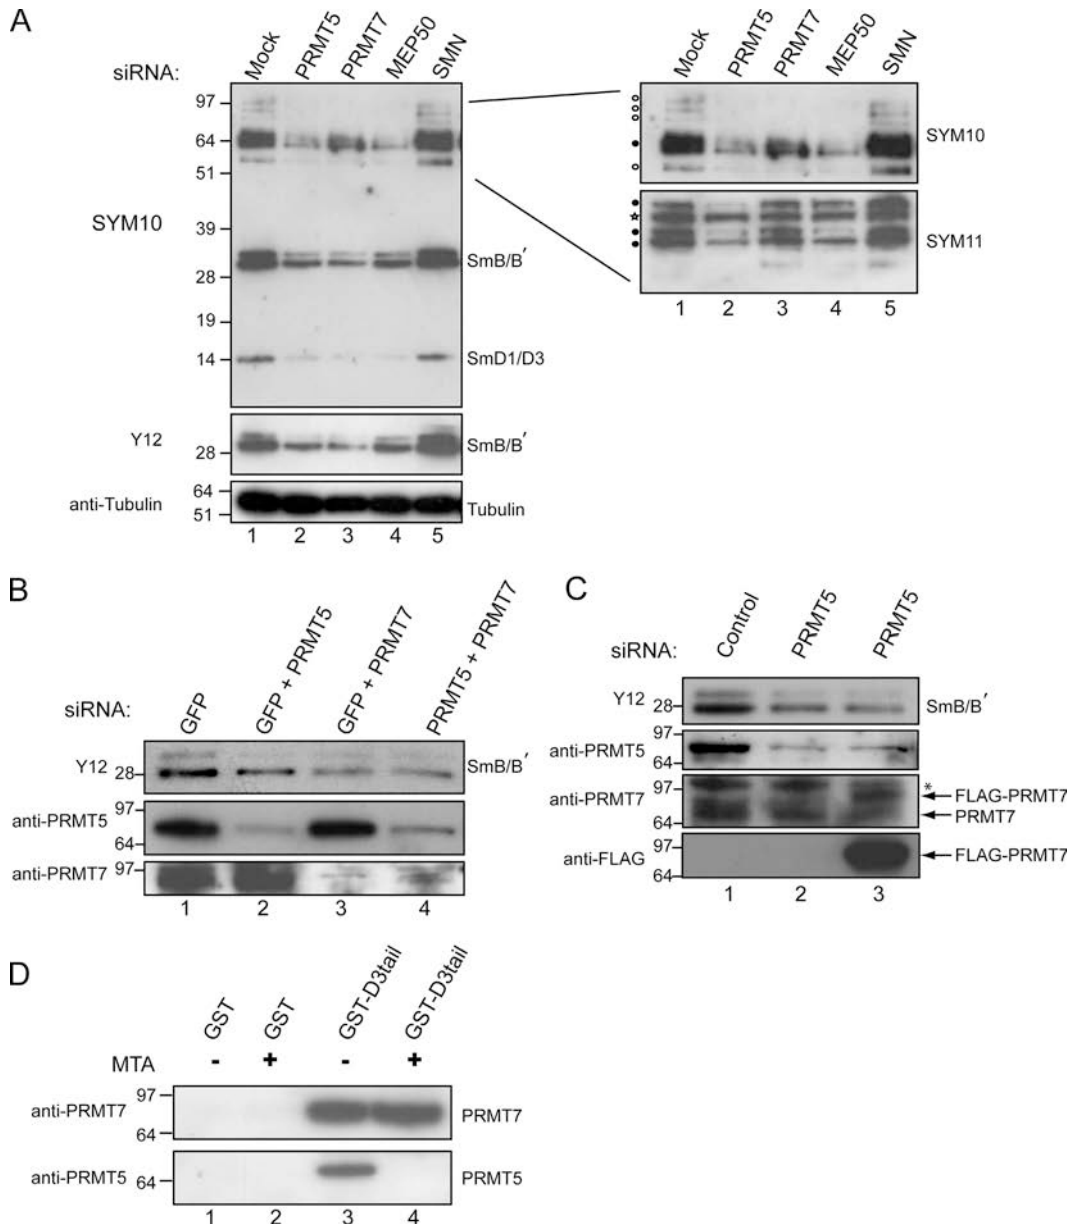 A
siRNA: Mock PRMT5 PRMT7 MEP50 SMN
97
64
51
39
28
19
14
SYM10
SmB/B′
SmD1/D3
Y12
28
SmB/B′
anti-Tubulin
64
51
Tubulin
1 2 3 4 5
Mock PRMT5 PRMT7 MEP50 SMN
SYM10
SYM11
1 2 3 4 5
B
siRNA: GFP GFP + PRMT5 GFP + PRMT7 PRMT5 + PRMT7
Y12 28 SmB/B′
anti-PRMT5 97
64
anti-PRMT7 97
1 2 3 4
C
siRNA: Control PRMT5 PRMT5
Y12 28 SmB/B′
anti-PRMT5 97
64
anti-PRMT7 97 *
FLAG-PRMT7
64 PRMT7
anti-FLAG 97 FLAG-PRMT7
64
1 2 3
D
GST GST GST-D3tail GST-D3tail
MTA - + - +
anti-PRMT7 97 PRMT7
64
anti-PRMT5 64 PRMT5
1 2 3 4